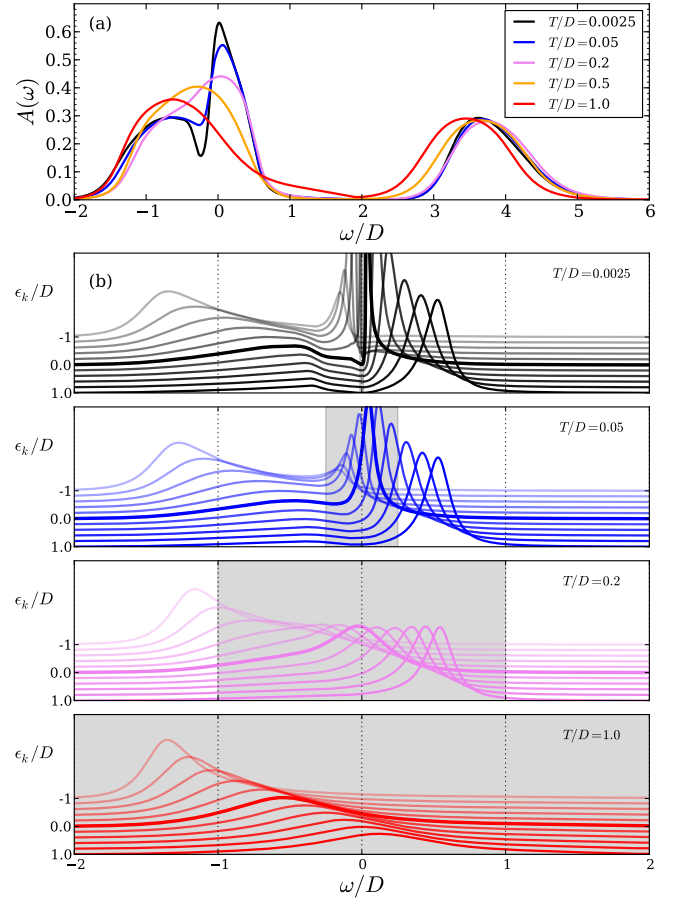 (a)
T/D=0.0025
T/D=0.05
T/D=0.2
T/D=0.5
T/D=1.0
A(ω)
0.6
0.5
0.4
0.3
0.2
0.1
0.0
−2 −1 0 1 2 3 4 5 6
ω/D
(b)
T/D=0.0025
ϵk/D
-1
0.0
1.0
T/D=0.05
ϵk/D
-1
0.0
1.0
T/D=0.2
ϵk/D
-1
0.0
1.0
T/D=1.0
ϵk/D
-1
0.0
1.0
−2 −1 0 1 2
ω/D